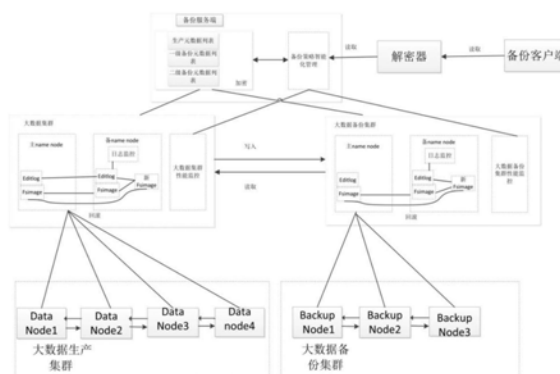 备份服务端
生产元数据列表
一级备份元数据列
表
二级备份元数据列
表
加密
备份策略智能
化管理
读取
解密器
读取
备份客户端
大数据集群
主name node
备name node
日志监控
Editlog
Fsimage
Editlog
Fsimage
新
Fsimage
回滚
大数据集群
性能监控
写入
读取
大数据备份集群
主name node
备name node
日志监控
Editlog
Fsimage
Editlog
Fsimage
新
Fsimage
回滚
大数据备份
集群性能监
控
Data
Node1
Data
Node2
Data
Node3
Data
node4
大数据生产
集群
Backup
Node1
Backup
Node2
Backup
Node3
大数据备
份集群